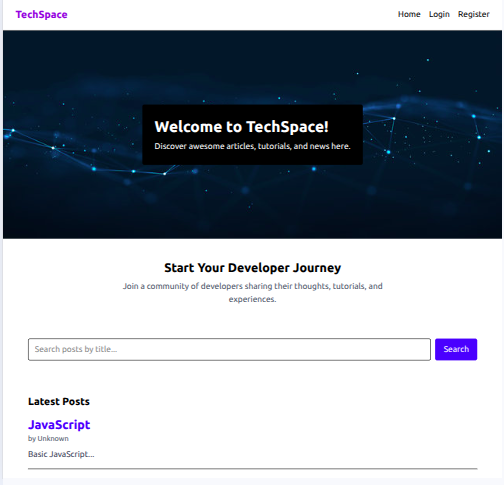 TechSpace
Home Login Register
Welcome to TechSpace!
Discover awesome articles, tutorials, and news here.
Start Your Developer Journey
Join a community of developers sharing their thoughts, tutorials, and
experiences.
Search posts by title...
Search
Latest Posts
JavaScript
by Unknown
Basic JavaScript...